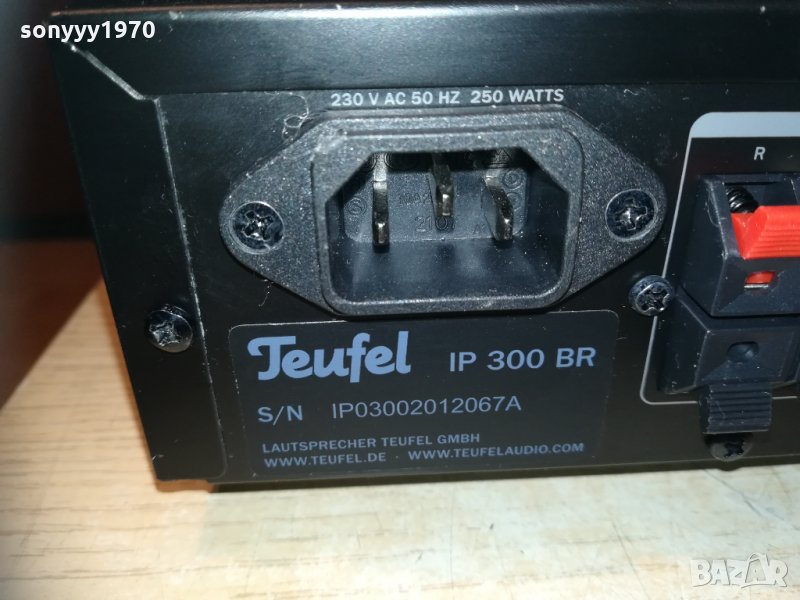 sonyyy1970
230 V AC 50 HZ 250 WATTS
R
Teufel IP 300 BR
S/N IP03002012067A
LAUTSPRECHER TEUFEL GMBH
WWW.TEUFEL.DE - WWW.TEUFELAUDIO.COM
BAZAR